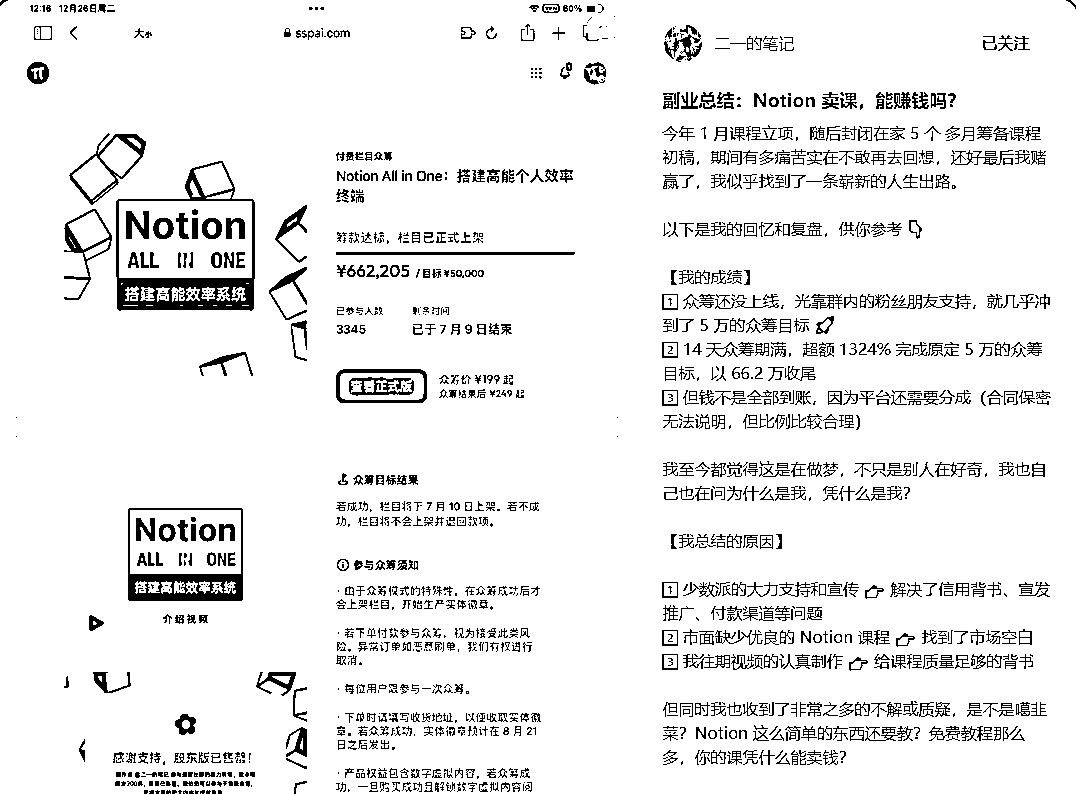 12:16 12月26日周二
60%
大小
sspai.com
π
Notion
ALL IN ONE
搭建高能效率系统
付费栏目众筹
Notion All in One：搭建高能个人效率
终端
筹款达标，栏目已正式上架
¥662,205 / 目标 ¥50,000
已参与人数 剩余时间
3345 已于 7 月 9 日结束
查看正式版
众筹价 ¥199 起
众筹结束后 ¥249 起
Notion
ALL IN ONE
搭建高能效率系统
介绍视频
感谢支持，股东版已售罄！
众筹目标结果
若成功，栏目将于 7 月 10 日上架。若不成
功，栏目将不会上架并退回款项。
参与众筹须知
· 由于众筹模式的特殊性，在众筹成功后才
会上架栏目，开始生产实体徽章。
· 若下单付款参与众筹，视为接受此类风
险。异常订单如恶意刷单，我们有权进行
取消。
· 每位用户限参与一次众筹。
· 下单时请填写收货地址，以便收取实体徽
章。若众筹成功，实体徽章预计在 8 月 21
日之后发出。
· 产品权益包含数字虚拟内容，若众筹成
功，一旦购买成功且解锁数字虚拟内容阅
二一的笔记
已关注
副业总结：Notion 卖课，能赚钱吗？
今年 1 月课程立项，随后封闭在家 5 个 多月筹备课程
初稿，期间有多痛苦实在不敢再去回想，还好最后我赌
赢了，我似乎找到了一条崭新的人生出路。
以下是我的回忆和复盘，供你参考 👇
【我的成绩】
1️⃣ 众筹还没上线，光靠群内的粉丝朋友支持，就几乎冲
到了 5 万的众筹目标 🚀
2️⃣ 14 天众筹期满，超额 1324% 完成原定 5 万的众筹
目标，以 66.2 万收尾
3️⃣ 但钱不是全部到账，因为平台还需要分成（合同保密
无法说明，但比例比较合理）
我至今都觉得这是在做梦，不只是别人在好奇，我也自
己也在问为什么是我，凭什么是我？
【我总结的原因】
1️⃣ 少数派的大力支持和宣传 👉 解决了信用背书、宣发
推广、付款渠道等问题
2️⃣ 市面缺少优良的 Notion 课程 👉 找到了市场空白
3️⃣ 我往期视频的认真制作 👉 给课程质量足够的背书
但同时我也收到了非常之多的不解或质疑，是不是噶韭
菜？Notion 这么简单的东西还要教？免费教程那么
多，你的课凭什么能卖钱？